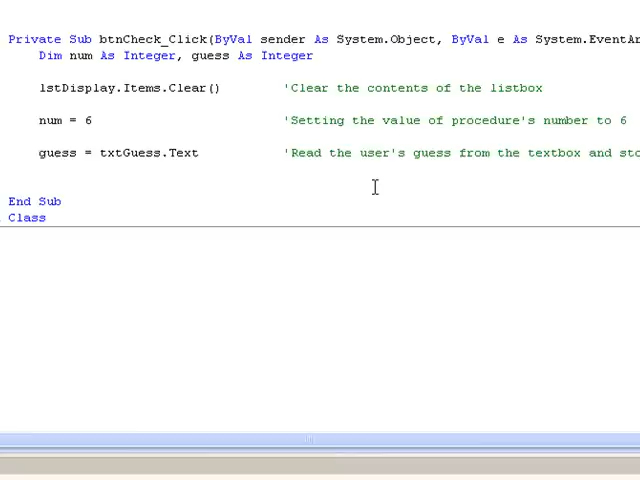 Private Sub btnCheck_Click(ByVal sender As System.Object, ByVal e As System.EventAr
Dim num As Integer, guess As Integer
lstDisplay.Items.Clear() 'Clear the contents of the listbox
num = 6 'Setting the value of procedure's number to 6
guess = txtGuess.Text 'Read the user's guess from the textbox and sto
End Sub
Class